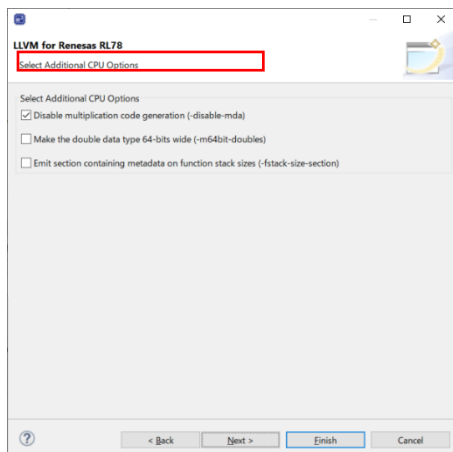 LLVM for Renesas RL78
Select Additional CPU Options
Select Additional CPU Options
Disable multiplication code generation (-disable-mda)
Make the double data type 64-bits wide (-m64bit-doubles)
Emit section containing metadata on function stack sizes (-fstack-size-section)
?
< Back
Next >
Finish
Cancel